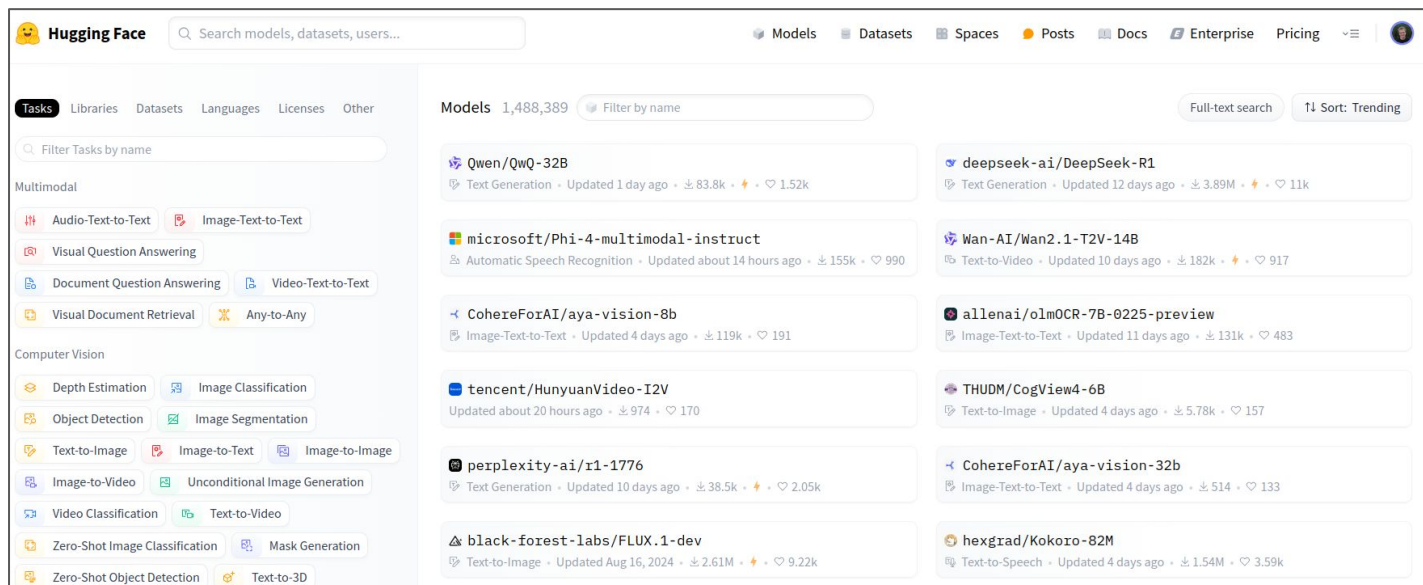 Hugging Face Search models, datasets, users... Models Datasets Spaces Posts Docs Enterprise Pricing
Tasks Libraries Datasets Languages Licenses Other
Filter Tasks by name
Multimodal
Audio-Text-to-Text Image-Text-to-Text
Visual Question Answering
Document Question Answering Video-Text-to-Text
Visual Document Retrieval Any-to-Any
Computer Vision
Depth Estimation Image Classification
Object Detection Image Segmentation
Text-to-Image Image-to-Text Image-to-Image
Image-to-Video Unconditional Image Generation
Video Classification Text-to-Video
Zero-Shot Image Classification Mask Generation
Zero-Shot Object Detection Text-to-3D
Models 1,488,389 Filter by name Full-text search Sort: Trending
Qwen/QwQ-32B
Text Generation • Updated 1 day ago • 83.8k • 1.52k
deepseek-ai/DeepSeek-R1
Text Generation • Updated 12 days ago • 3.89M • 11k
microsoft/Phi-4-multimodal-instruct
Automatic Speech Recognition • Updated about 14 hours ago • 155k • 990
Wan-AI/Wan2.1-T2V-14B
Text-to-Video • Updated 10 days ago • 182k • 917
CohereForAI/aya-vision-8b
Image-Text-to-Text • Updated 4 days ago • 119k • 191
allenai/olmOCR-7B-0225-preview
Image-Text-to-Text • Updated 11 days ago • 131k • 483
tencent/HunyuanVideo-I2V
Updated about 20 hours ago • 974 • 170
THUDM/CogView4-6B
Text-to-Image • Updated 4 days ago • 5.78k • 157
perplexity-ai/r1-1776
Text Generation • Updated 10 days ago • 38.5k • 2.05k
CohereForAI/aya-vision-32b
Image-Text-to-Text • Updated 4 days ago • 514 • 133
black-forest-labs/FLUX.1-dev
Text-to-Image • Updated Aug 16, 2024 • 2.61M • 9.22k
hexgrad/Kokoro-82M
Text-to-Speech • Updated 4 days ago • 1.54M • 3.59k